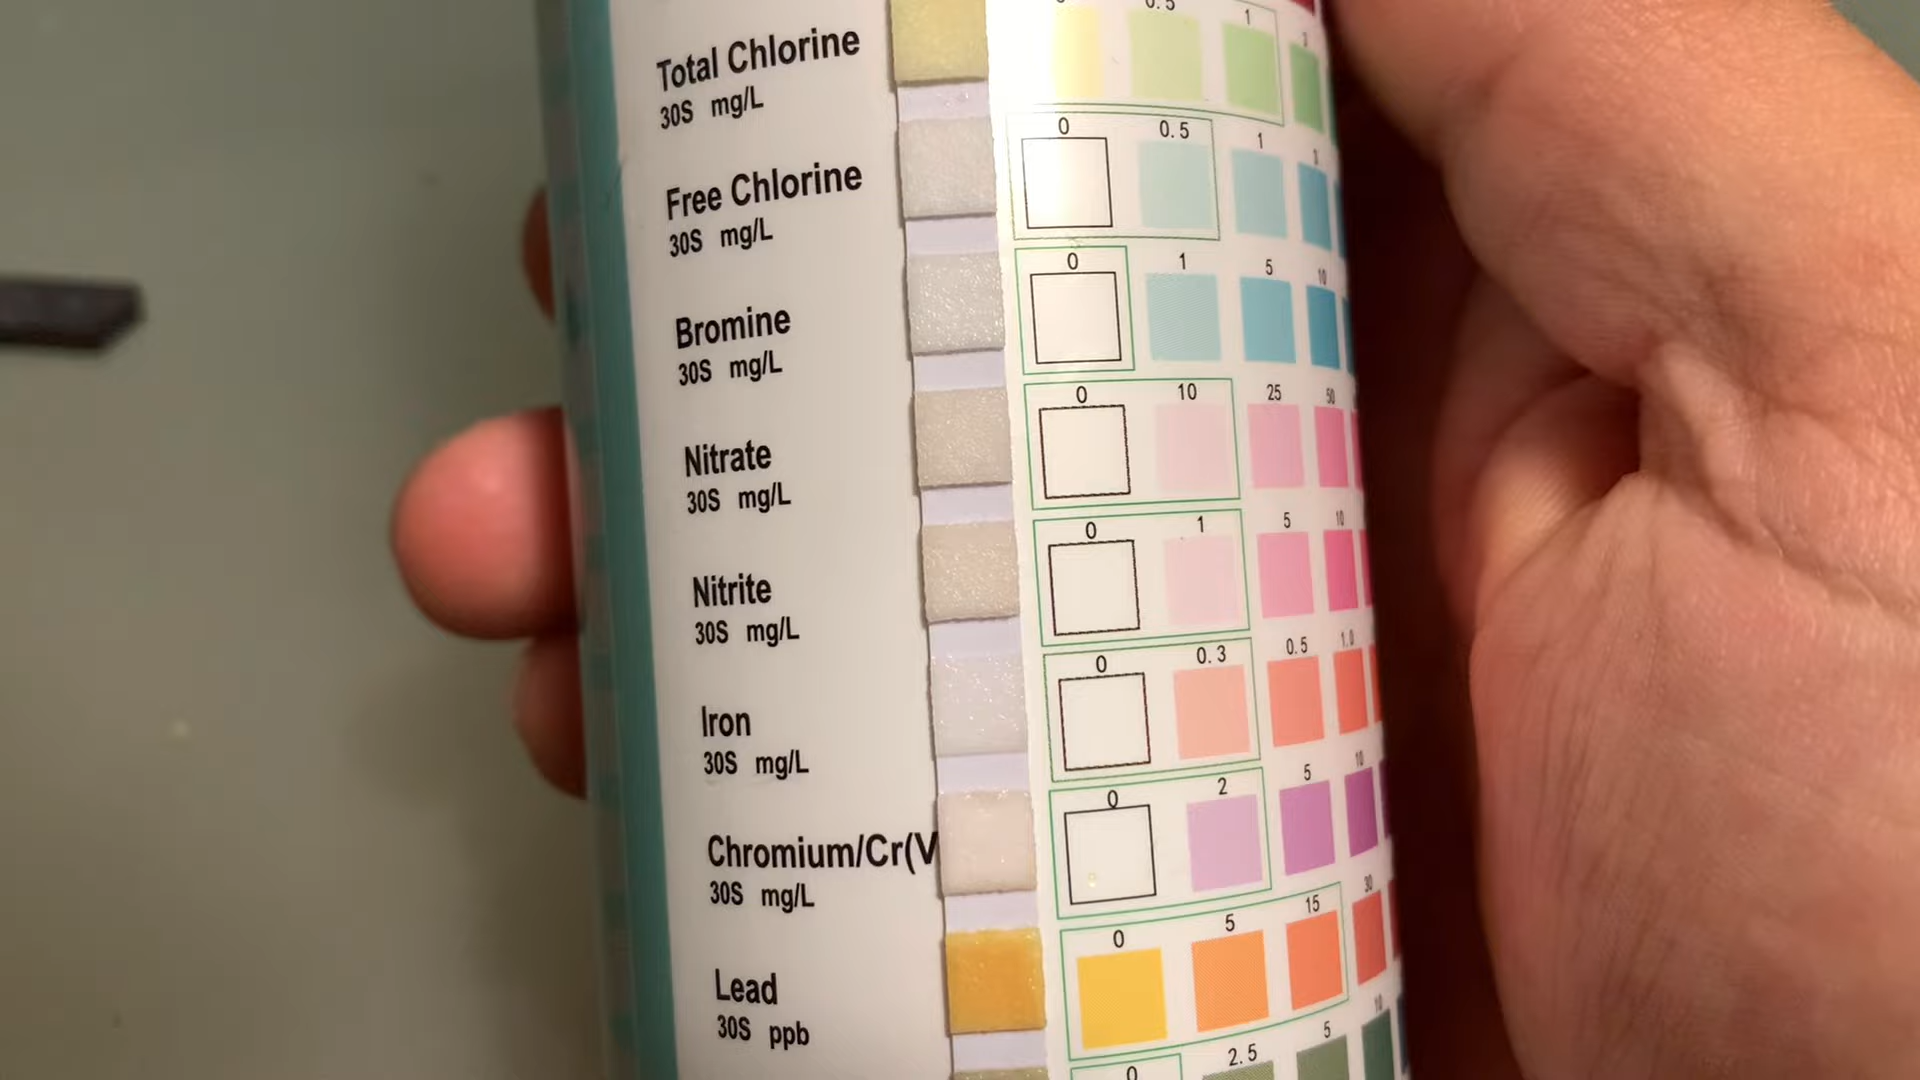 0.5 1 3
Total Chlorine
30S mg/L
0 0.5 1 3
Free Chlorine
30S mg/L
0 1 5 10
Bromine
30S mg/L
0 10 25 50
Nitrate
30S mg/L
0 1 5 10
Nitrite
30S mg/L
0 0.3 0.5 1.0
Iron
30S mg/L
0 2 5 10
Chromium/Cr(V
30S mg/L
0 5 15 30
Lead
30S ppb
0 2.5 5 10